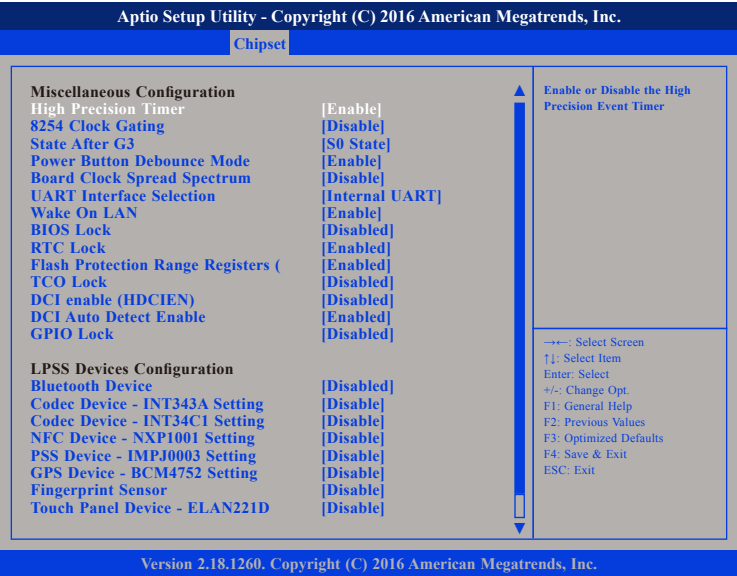 Aptio Setup Utility - Copyright (C) 2016 American Megatrends, Inc.
Chipset
Miscellaneous Configuration
High Precision Timer [Enable]
8254 Clock Gating [Disable]
State After G3 [S0 State]
Power Button Debounce Mode [Enable]
Board Clock Spread Spectrum [Disable]
UART Interface Selection [Internal UART]
Wake On LAN [Enable]
BIOS Lock [Disabled]
RTC Lock [Enabled]
Flash Protection Range Registers ( [Enabled]
TCO Lock [Disabled]
DCI enable (HDCIEN) [Disabled]
DCI Auto Detect Enable [Enabled]
GPIO Lock [Disabled]
LPSS Devices Configuration
Bluetooth Device [Disabled]
Codec Device - INT343A Setting [Disable]
Codec Device - INT34C1 Setting [Disable]
NFC Device - NXP1001 Setting [Disable]
PSS Device - IMPJ0003 Setting [Disable]
GPS Device - BCM4752 Setting [Disable]
Fingerprint Sensor [Disable]
Touch Panel Device - ELAN221D [Disable]
Enable or Disable the High
Precision Event Timer
→←: Select Screen
↑↓: Select Item
Enter: Select
+/-: Change Opt.
F1: General Help
F2: Previous Values
F3: Optimized Defaults
F4: Save & Exit
ESC: Exit
Version 2.18.1260. Copyright (C) 2016 American Megatrends, Inc.